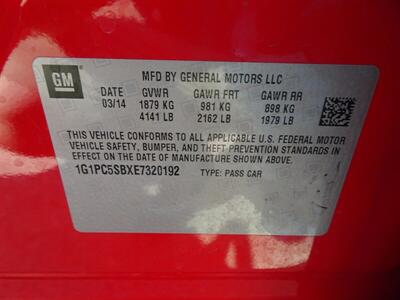 GM
MFD BY GENERAL MOTORS LLC
DATE GVWR GAWR FRT GAWR RR
03/14 1879 KG 981 KG 898 KG
4141 LB 2162 LB 1979 LB
THIS VEHICLE CONFORMS TO ALL APPLICABLE U.S. FEDERAL MOTOR
VEHICLE SAFETY, BUMPER, AND THEFT PREVENTION STANDARDS IN
EFFECT ON THE DATE OF MANUFACTURE SHOWN ABOVE.
1G1PC5SBXE7320192 TYPE: PASS CAR